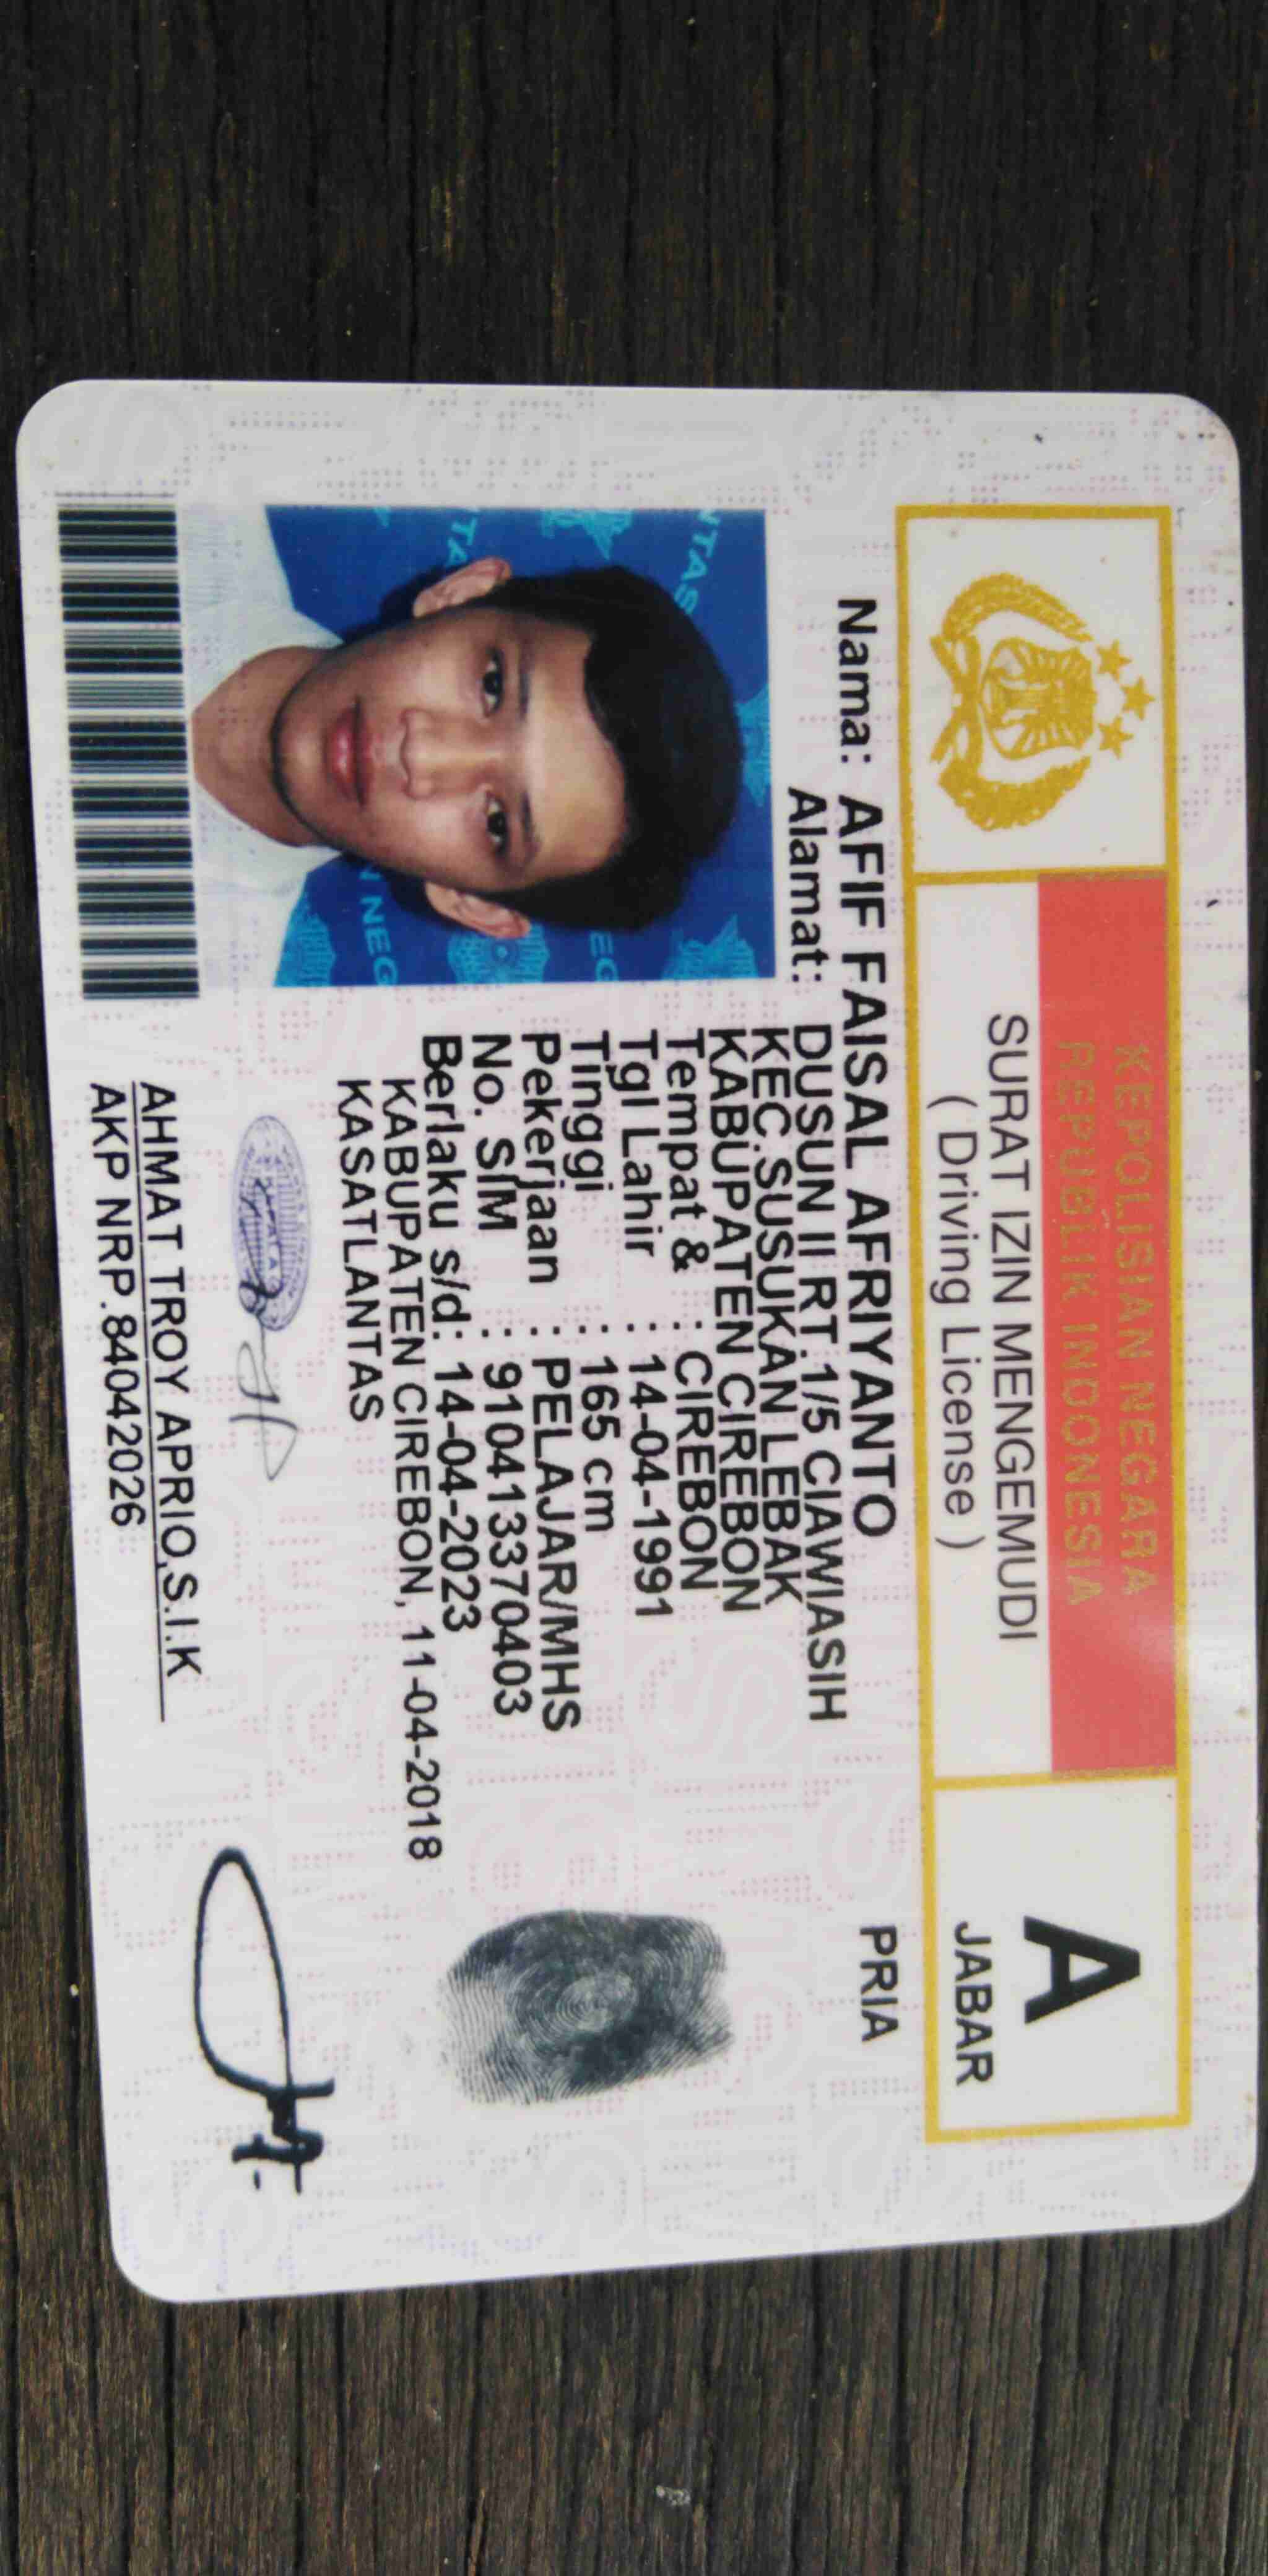 KEPOLISIAN NEGARA
REPUBLIK INDONESIA
SURAT IZIN MENGEMUDI
( Driving License )
A
JABAR
Nama: AFIF FAISAL AFRIYANTO
PRIA
Alamat: DUSUN II RT.1/5 CIAWIASIH
KEC.SUSUKAN LEBAK
KABUPATEN CIREBON
Tempat & : CIREBON
Tgl Lahir : 14-04-1991
Tinggi : 165 cm
Pekerjaan : PELAJAR/MHS
No. SIM : 910413370403
Berlaku s/d: 14-04-2023
KABUPATEN CIREBON, 11-04-2018
KASATLANTAS
AHMAT TROY APRIO,S.I.K
AKP NRP.84042026